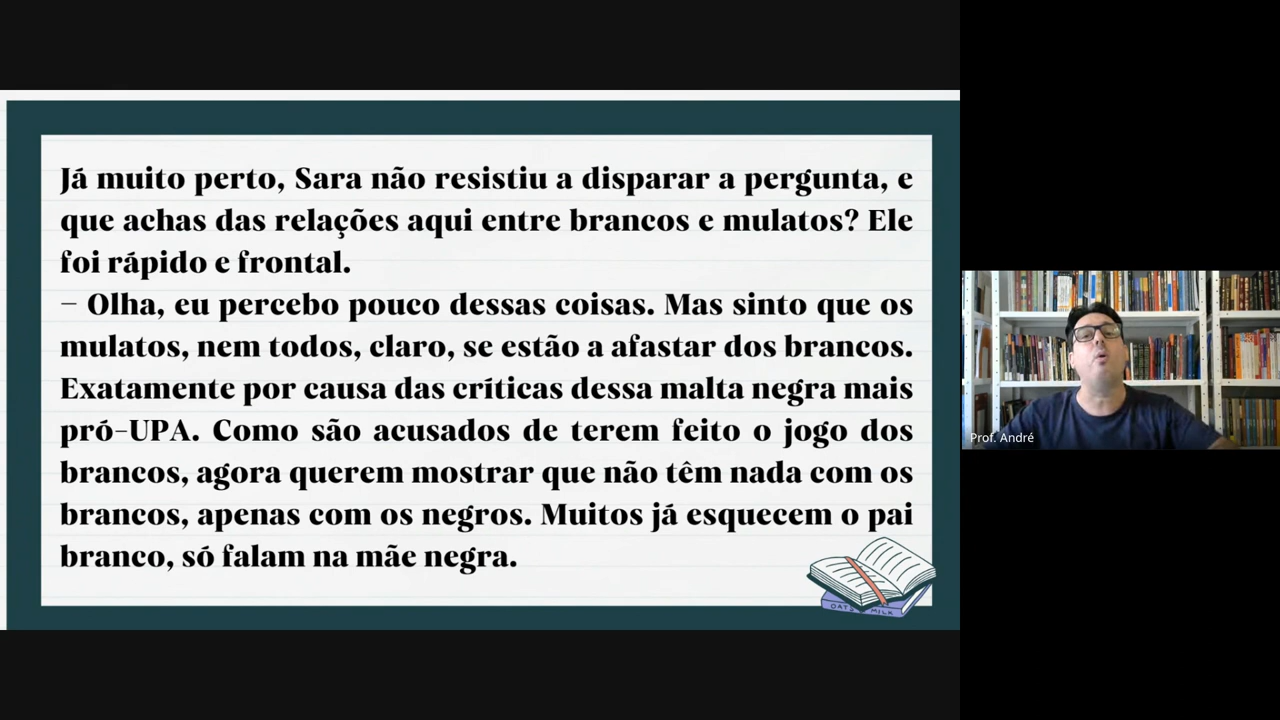 Já muito perto, Sara não resistiu a disparar a pergunta, e
que achas das relações aqui entre brancos e mulatos? Ele
foi rápido e frontal.
– Olha, eu percebo pouco dessas coisas. Mas sinto que os
mulatos, nem todos, claro, se estão a afastar dos brancos.
Exatamente por causa das críticas dessa malta negra mais
pró-UPA. Como são acusados de terem feito o jogo dos
brancos, agora querem mostrar que não têm nada com os
brancos, apenas com os negros. Muitos já esquecem o pai
branco, só falam na mãe negra.
OAT MILK
Prof. André